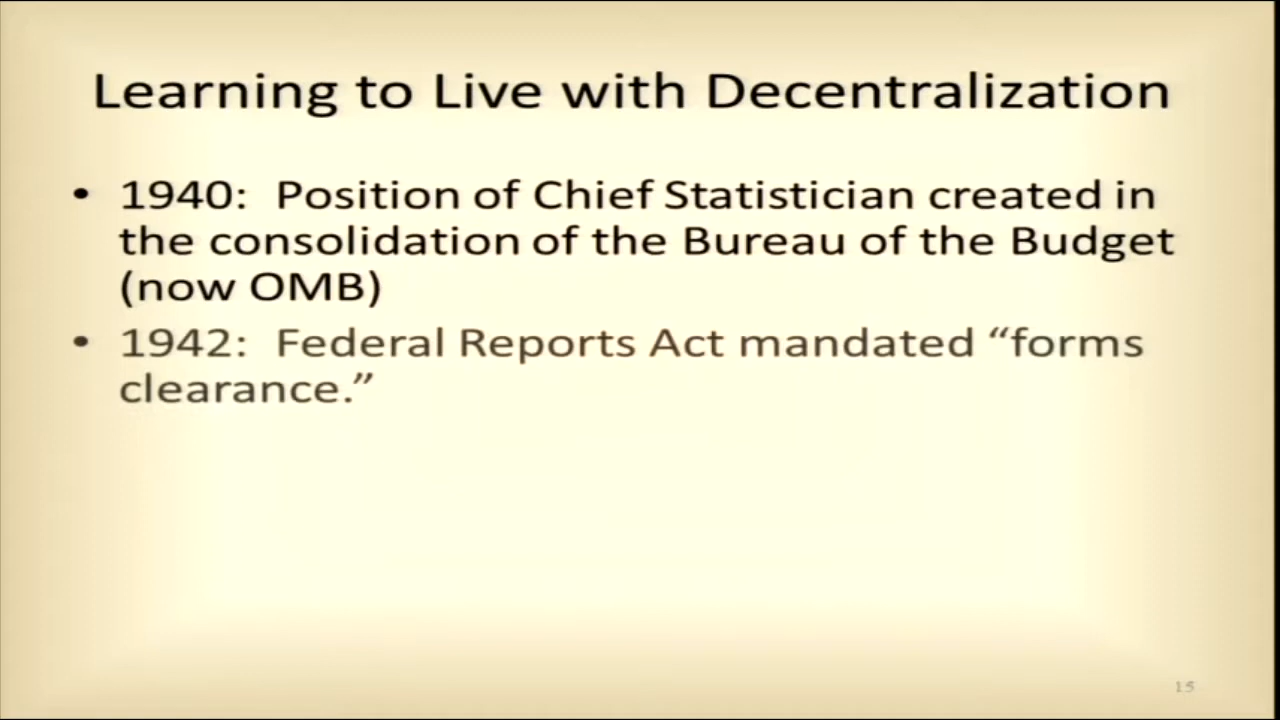 Learning to Live with Decentralization
• 1940: Position of Chief Statistician created in
the consolidation of the Bureau of the Budget
(now OMB)
• 1942: Federal Reports Act mandated “forms
clearance.”
15